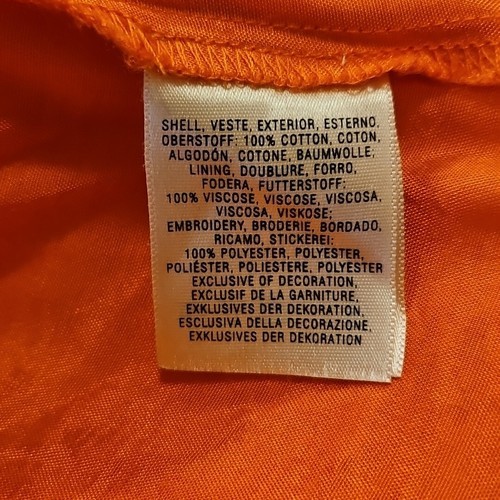 SHELL, VESTE, EXTERIOR, ESTERNO,
OBERSTOFF: 100% COTTON, COTON,
ALGODÓN, COTONE, BAUMWOLLE;
LINING, DOUBLURE, FORRO,
FODERA, FUTTERSTOFF:
100% VISCOSE, VISCOSE, VISCOSA,
VISCOSA, VISKOSE;
EMBROIDERY, BRODERIE, BORDADO,
RICAMO, STICKEREI:
100% POLYESTER, POLYESTER,
POLIÉSTER, POLIESTERE, POLYESTER
EXCLUSIVE OF DECORATION,
EXCLUSIF DE LA GARNITURE,
EXKLUSIVES DER DEKORATION,
ESCLUSIVA DELLA DECORAZIONE,
EXKLUSIVES DER DEKORATION